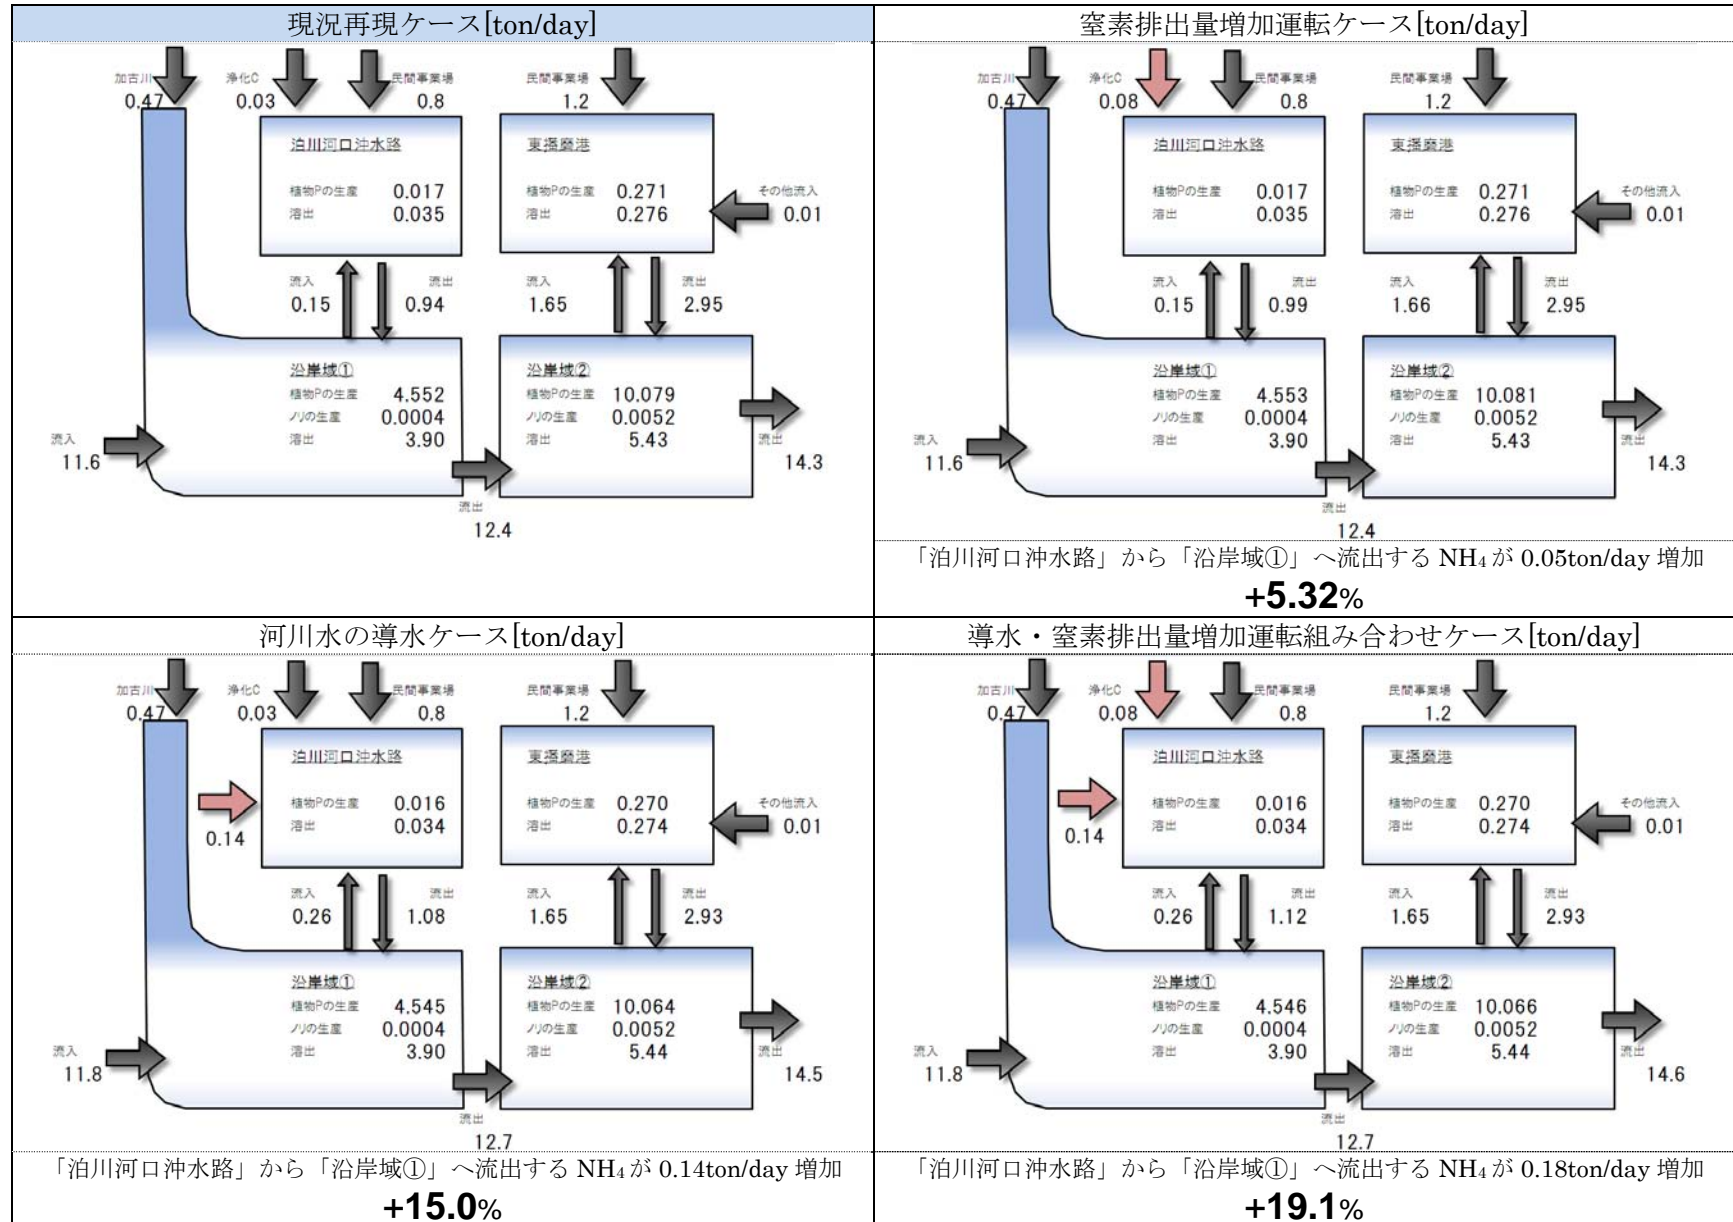 現況再現ケース[ton/day]
加古川 浄化C 民間事業場 民間事業場
0.47 0.03 0.8 1.2
泊川河口沖水路 東播磨港
植物Pの生産 0.017 植物Pの生産 0.271 その他流入
溶出 0.035 溶出 0.276 0.01
流入 流出 流入 流出
0.15 0.94 1.65 2.95
沿岸域① 沿岸域②
植物Pの生産 4.552 植物Pの生産 10.079
ノリの生産 0.0004 ノリの生産 0.0052
流入 溶出 3.90 溶出 5.43 流出
11.6 14.3
流出
12.4
窒素排出量増加運転ケース[ton/day]
加古川 浄化C 民間事業場 民間事業場
0.47 0.08 0.8 1.2
泊川河口沖水路 東播磨港
植物Pの生産 0.017 植物Pの生産 0.271 その他流入
溶出 0.035 溶出 0.276 0.01
流入 流出 流入 流出
0.15 0.99 1.66 2.95
沿岸域① 沿岸域②
植物Pの生産 4.553 植物Pの生産 10.081
ノリの生産 0.0004 ノリの生産 0.0052
流入 溶出 3.90 溶出 5.43 流出
11.6 14.3
流出
12.4
「泊川河口沖水路」から「沿岸域①」へ流出する NH₄ が 0.05ton/day 増加
+5.32%
河川水の導水ケース[ton/day]
加古川 浄化C 民間事業場 民間事業場
0.47 0.03 0.8 1.2
泊川河口沖水路 東播磨港
植物Pの生産 0.016 植物Pの生産 0.270 その他流入
0.14 溶出 0.034 溶出 0.274 0.01
流入 流出 流入 流出
0.26 1.08 1.65 2.93
沿岸域① 沿岸域②
植物Pの生産 4.545 植物Pの生産 10.064
ノリの生産 0.0004 ノリの生産 0.0052
流入 溶出 3.90 溶出 5.44 流出
11.8 14.5
流出
12.7
「泊川河口沖水路」から「沿岸域①」へ流出する NH₄ が 0.14ton/day 増加
+15.0%
導水・窒素排出量増加運転組み合わせケース[ton/day]
加古川 浄化C 民間事業場 民間事業場
0.47 0.08 0.8 1.2
泊川河口沖水路 東播磨港
植物Pの生産 0.016 植物Pの生産 0.270 その他流入
0.14 溶出 0.034 溶出 0.274 0.01
流入 流出 流入 流出
0.26 1.12 1.65 2.93
沿岸域① 沿岸域②
植物Pの生産 4.546 植物Pの生産 10.066
ノリの生産 0.0004 ノリの生産 0.0052
流入 溶出 3.90 溶出 5.44 流出
11.8 14.6
流出
12.7
「泊川河口沖水路」から「沿岸域①」へ流出する NH₄ が 0.18ton/day 増加
+19.1%